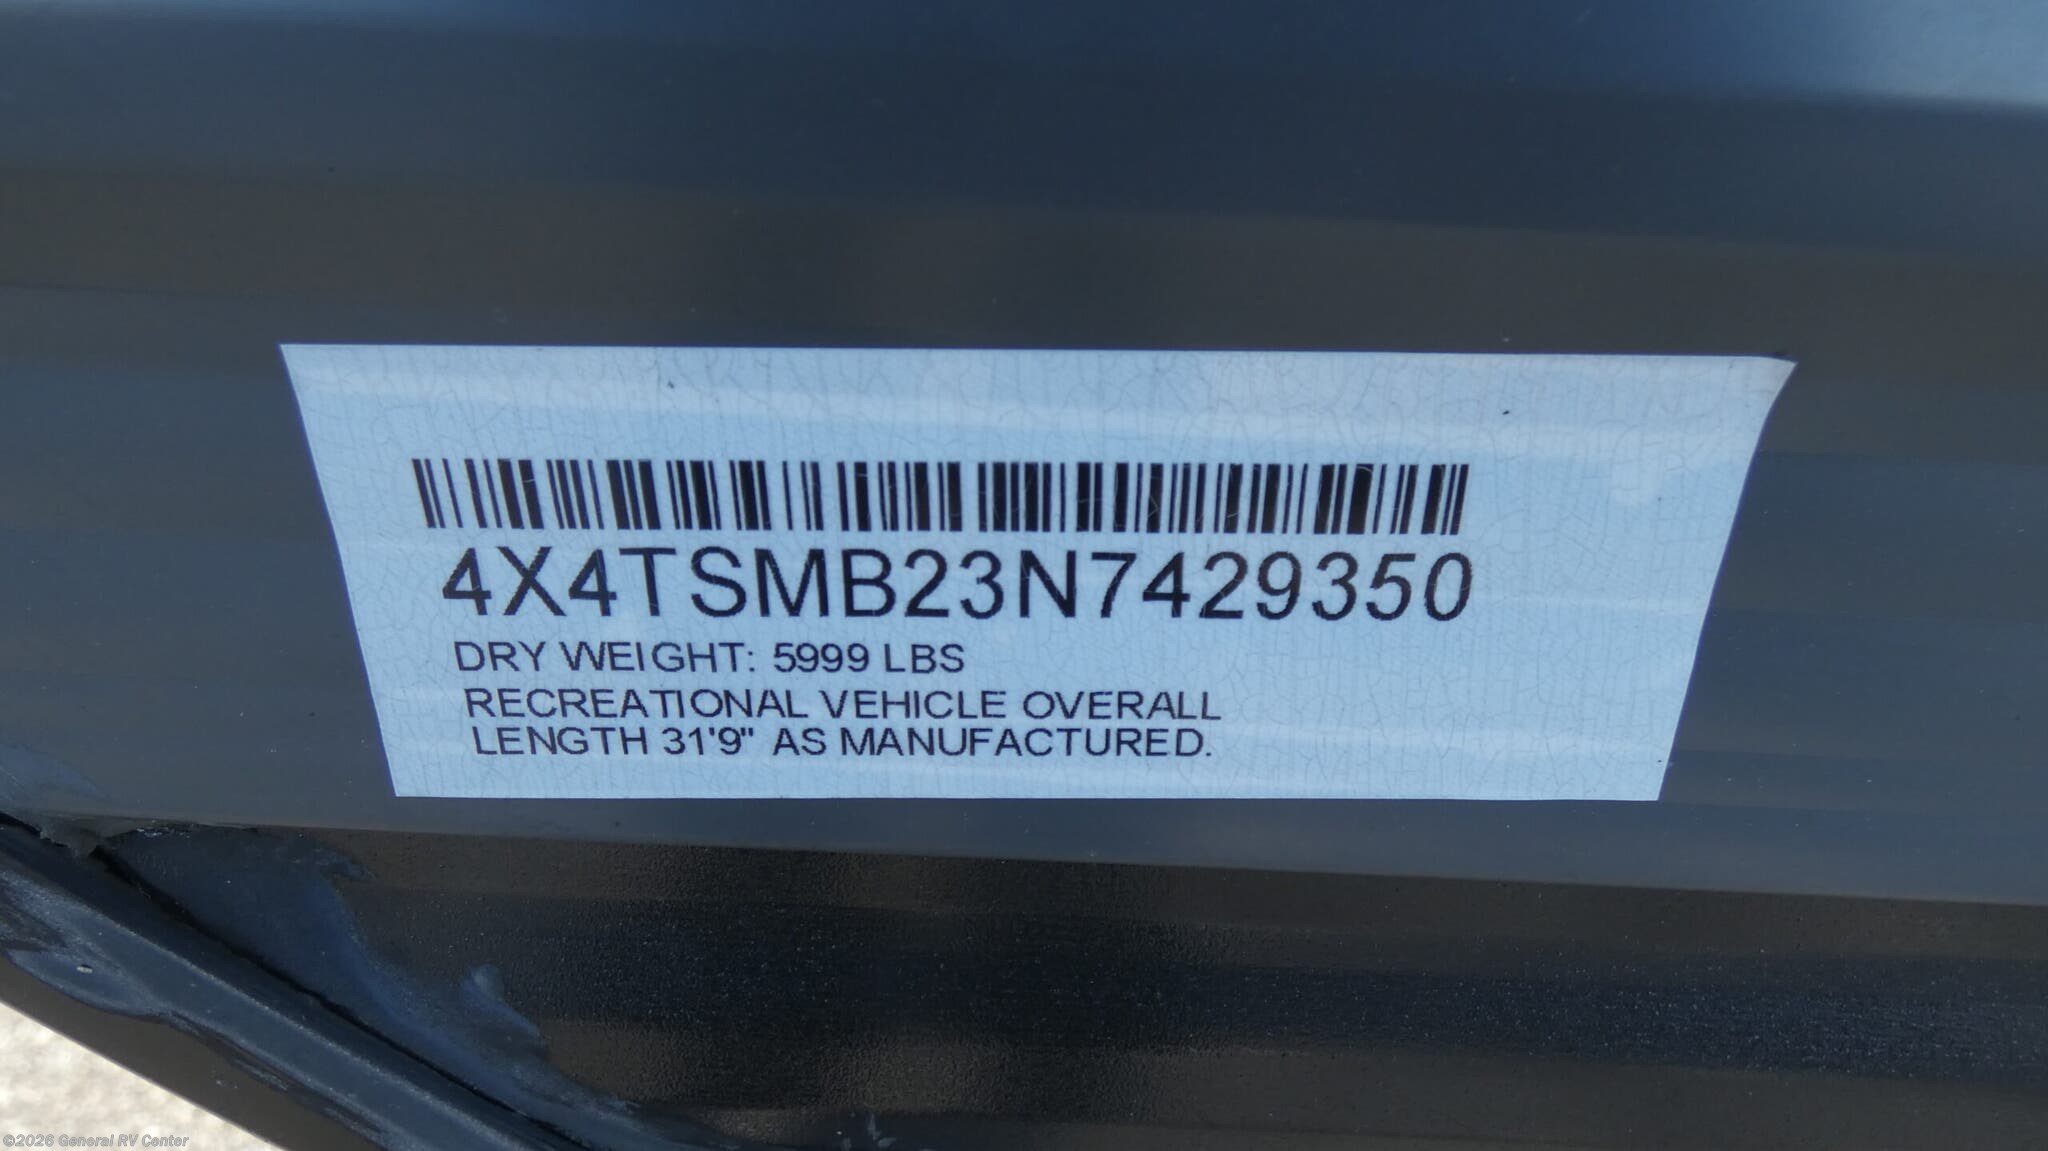 4X4TSMB23N7429350
DRY WEIGHT: 5999 LBS
RECREATIONAL VEHICLE OVERALL
LENGTH 31'9" AS MANUFACTURED.
©2026 General RV Center